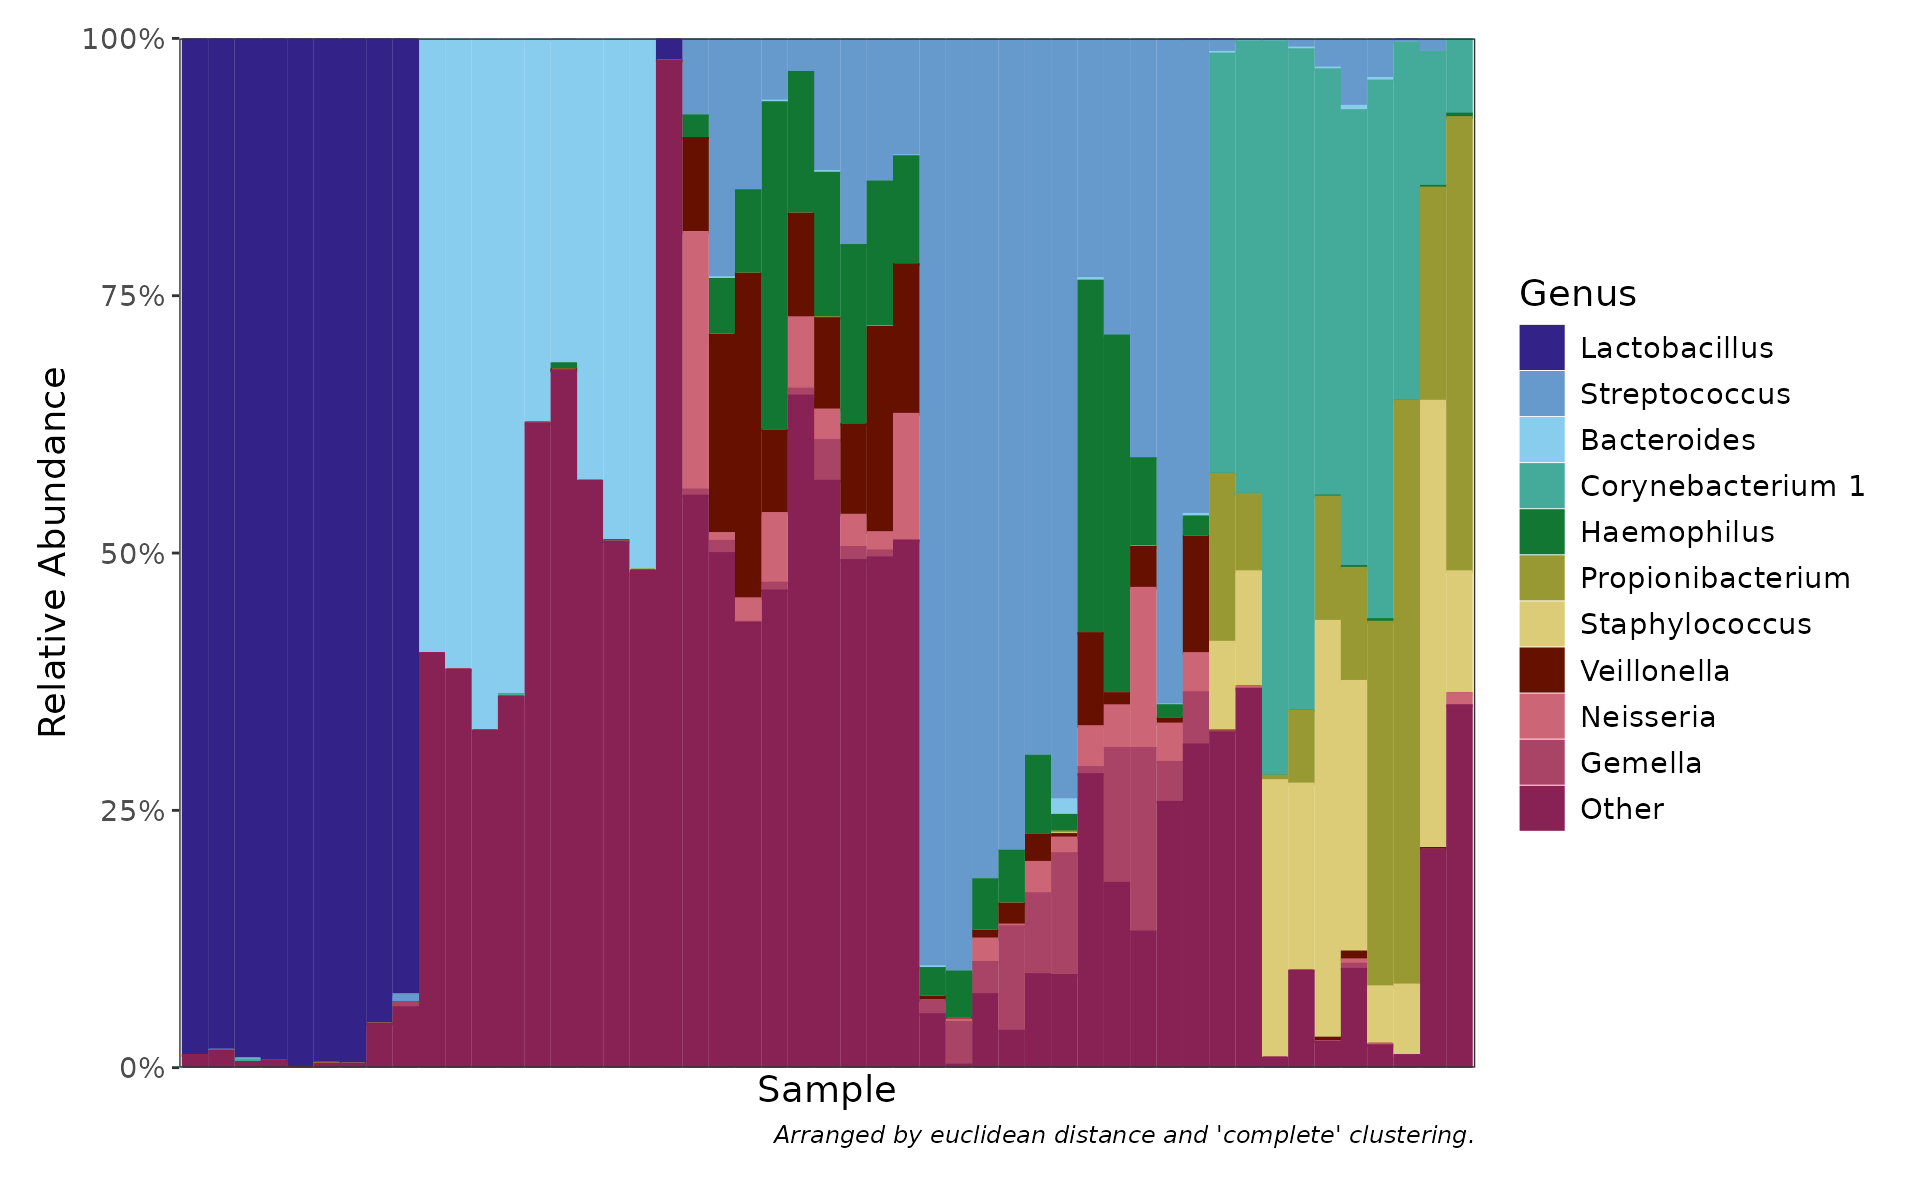 100%
75%
50%
25%
0%
Relative Abundance
Sample
Arranged by euclidean distance and 'complete' clustering.
Genus
Lactobacillus
Streptococcus
Bacteroides
Corynebacterium 1
Haemophilus
Propionibacterium
Staphylococcus
Veillonella
Neisseria
Gemella
Other